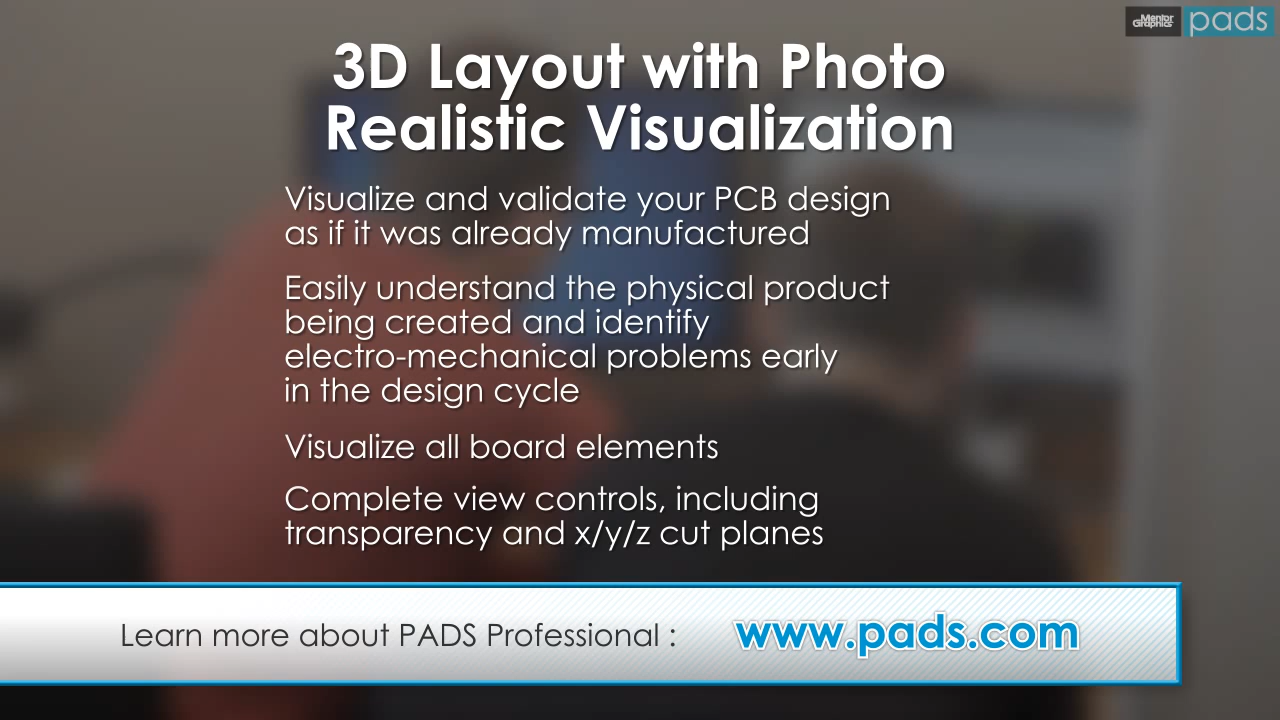 Mentor
Graphics
pads
3D Layout with Photo
Realistic Visualization
Visualize and validate your PCB design
as if it was already manufactured
Easily understand the physical product
being created and identify
electro-mechanical problems early
in the design cycle
Visualize all board elements
Complete view controls, including
transparency and x/y/z cut planes
Learn more about PADS Professional : www.pads.com